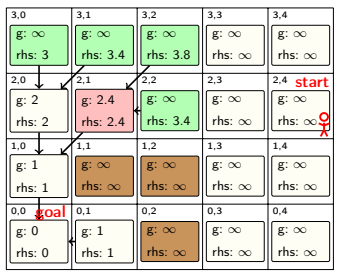 3,0 3,1 3,2 3,3 3,4
g: ∞ g: ∞ g: ∞ g: ∞ g: ∞
rhs: 3 rhs: 3.4 rhs: 3.8 rhs: ∞ rhs: ∞
2,0 2,1 2,2 2,3 2,4 start
g: 2 g: 2.4 g: ∞ g: ∞ g: ∞
rhs: 2 rhs: 2.4 rhs: 3.4 rhs: ∞ rhs: ∞
1,0 1,1 1,2 1,3 1,4
g: 1 g: ∞ g: ∞ g: ∞ g: ∞
rhs: 1 rhs: ∞ rhs: ∞ rhs: ∞ rhs: ∞
0,0 goal 0,1 0,2 0,3 0,4
g: 0 g: 1 g: ∞ g: ∞ g: ∞
rhs: 0 rhs: 1 rhs: ∞ rhs: ∞ rhs: ∞